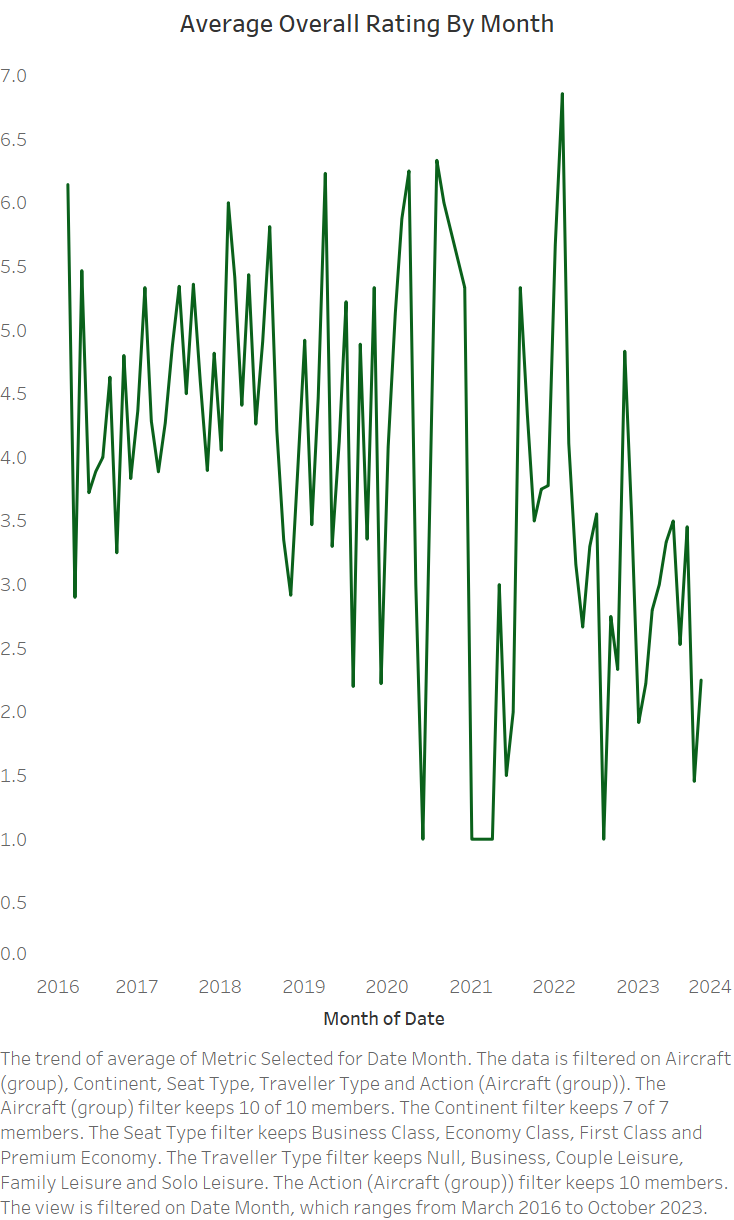 Average Overall Rating By Month
7.0
6.5
6.0
5.5
5.0
4.5
4.0
3.5
3.0
2.5
2.0
1.5
1.0
0.5
0.0
2016 2017 2018 2019 2020 2021 2022 2023 2024
Month of Date
The trend of average of Metric Selected for Date Month. The data is filtered on Aircraft
(group), Continent, Seat Type, Traveller Type and Action (Aircraft (group)). The
Aircraft (group) filter keeps 10 of 10 members. The Continent filter keeps 7 of 7
members. The Seat Type filter keeps Business Class, Economy Class, First Class and
Premium Economy. The Traveller Type filter keeps Null, Business, Couple Leisure,
Family Leisure and Solo Leisure. The Action (Aircraft (group)) filter keeps 10 members.
The view is filtered on Date Month, which ranges from March 2016 to October 2023.